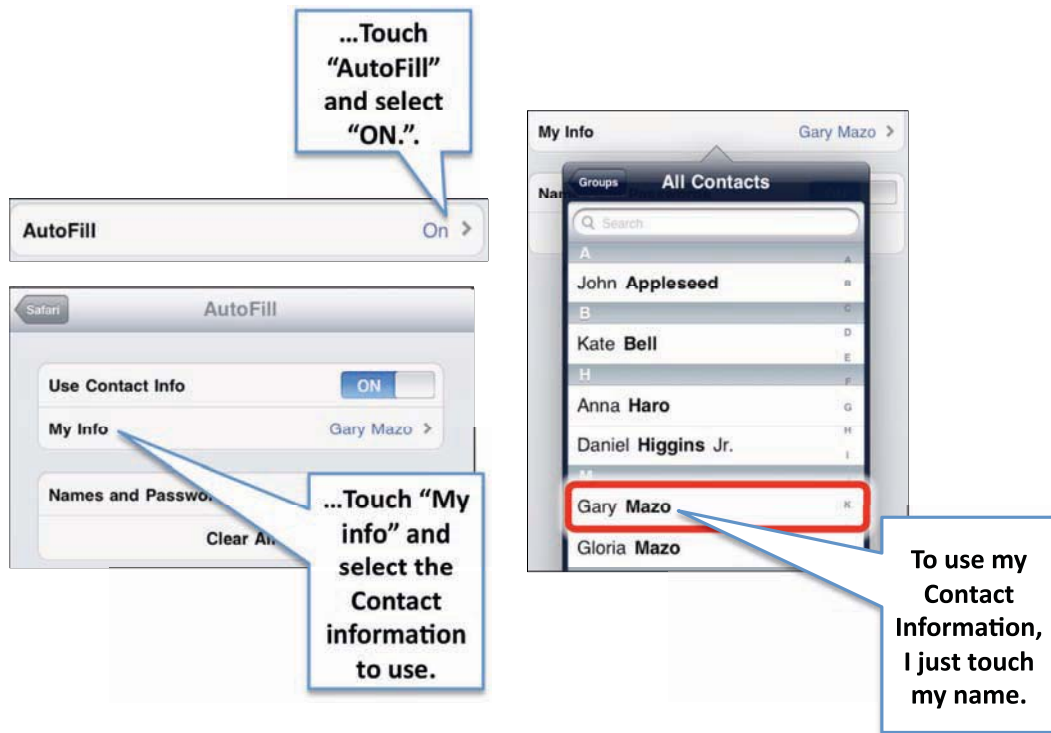 ...Touch
“AutoFill”
and select
“ON.”.
AutoFill
On
Safari
AutoFill
Use Contact Info
ON
My Info
Gary Mazo
Names and Passwo
Clear Al
...Touch “My
info” and
select the
Contact
information
to use.
My Info
Gary Mazo
Nam
Groups
All Contacts
Search
A
John Appleseed
B
Kate Bell
H
Anna Haro
Daniel Higgins Jr.
M
Gary Mazo
Gloria Mazo
A
B
C
D
E
F
G
H
I
K
To use my
Contact
Information,
I just touch
my name.